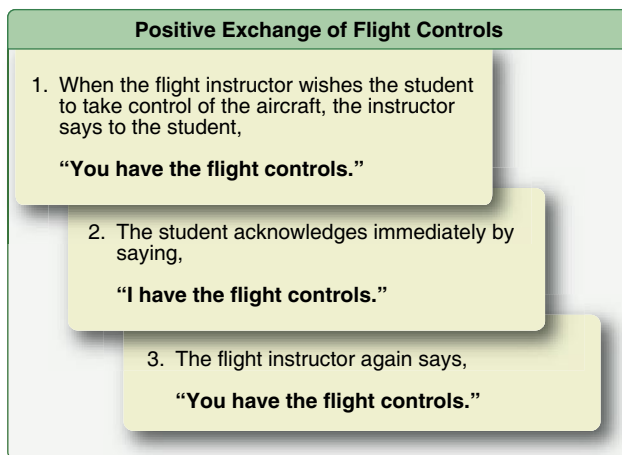 Positive Exchange of Flight Controls
1. When the flight instructor wishes the student
to take control of the aircraft, the instructor
says to the student,
“You have the flight controls.”
2. The student acknowledges immediately by
saying,
“I have the flight controls.”
3. The flight instructor again says,
“You have the flight controls.”